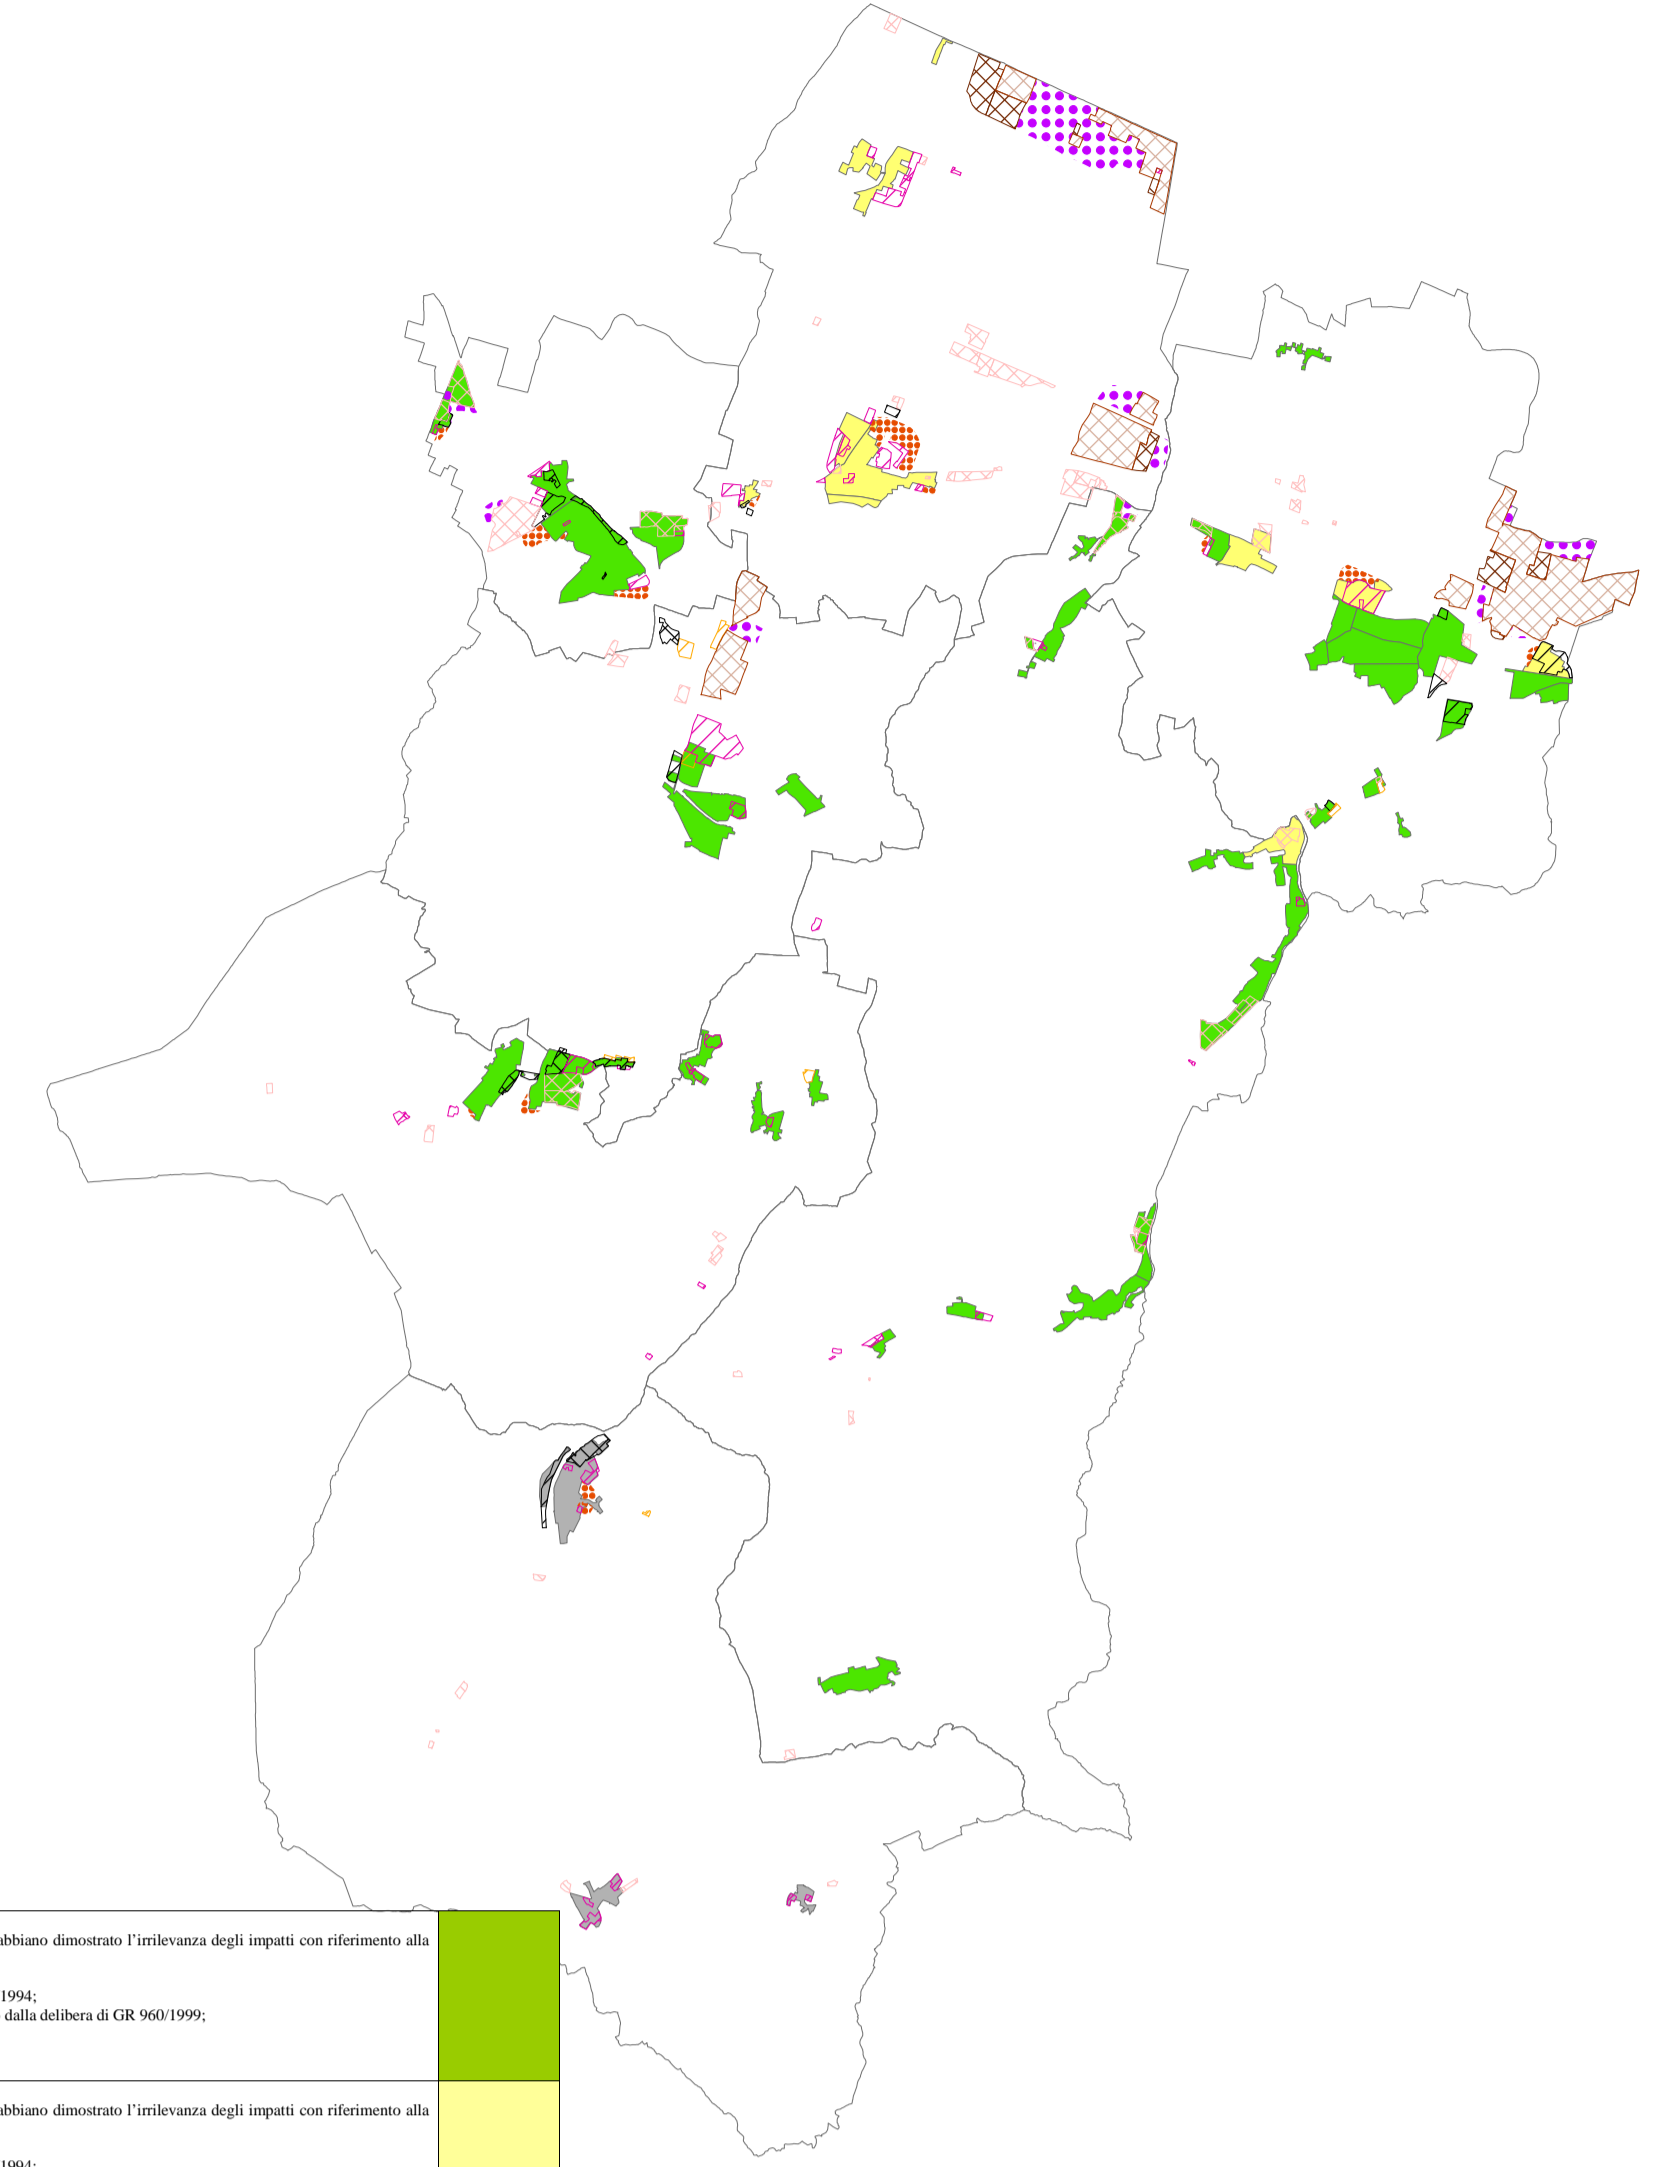 abbiano dimostrato l'irrilevanza degli impatti con riferimento alla
1994;
dalla delibera di GR 960/1999;
abbiano dimostrato l'irrilevanza degli impatti con riferimento alla
1994;